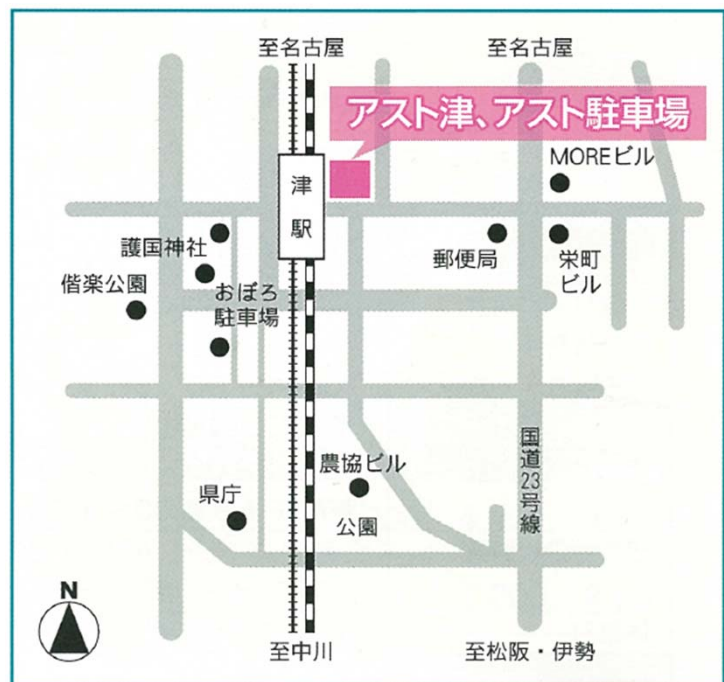 至名古屋
至名古屋
アスト津、アスト駐車場
MOREビル
津駅
護国神社
郵便局
栄町
ビル
偕楽公園
おぼろ
駐車場
国道23号線
農協ビル
県庁
公園
N
至中川
至松阪・伊勢